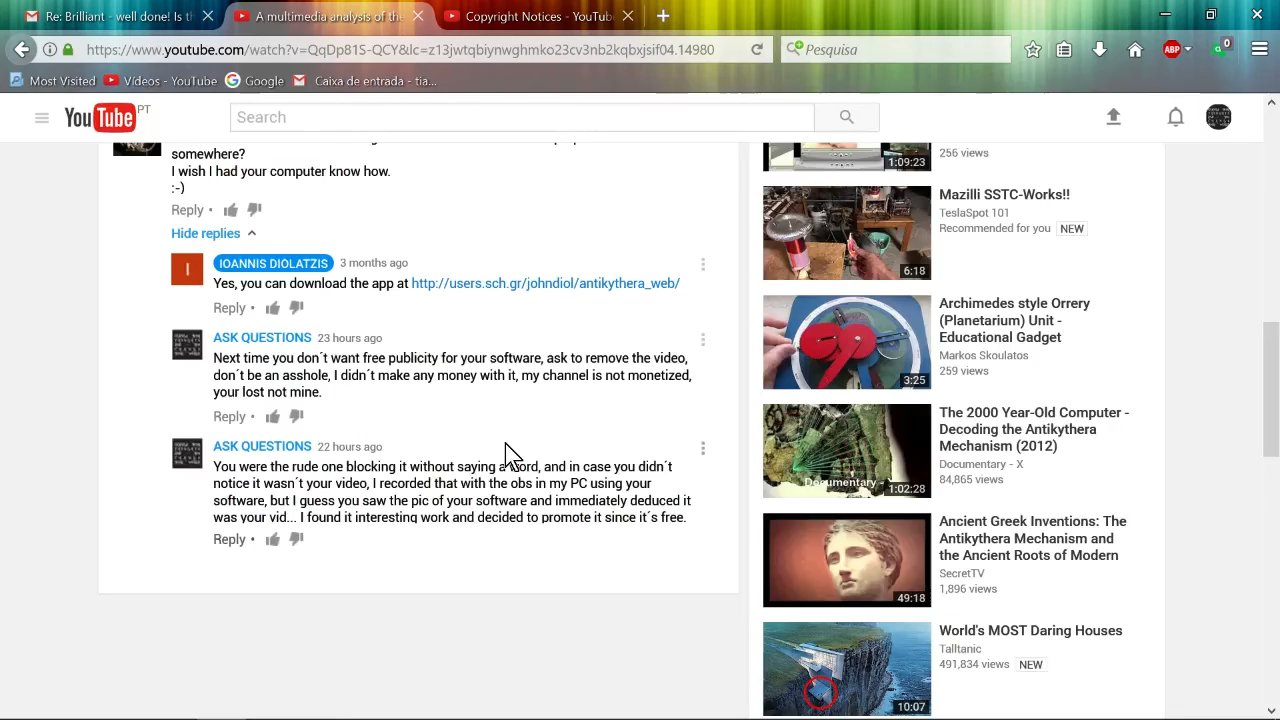 Re: Brilliant - well done! Is th
A multimedia analysis of the
Copyright Notices - YouTub
https://www.youtube.com/watch?v=QqDp81S-QCY&lc=z13jwdtbiynwghmko23cv3nb2kqbxjsif04.14980
Pesquisa
ABP
0
Most Visited
Vídeos - YouTube
Google
Caixa de entrada - tia...
YouTube PT
Search
somewhere?
I wish I had your computer know how.
:-)
Reply •
Hide replies
I
IOANNIS DIOLATZIS 3 months ago
Yes, you can download the app at http://users.sch.gr/johndiol/antikythera_web/
Reply •
ASK QUESTIONS 23 hours ago
Next time you don´t want free publicity for your software, ask to remove the video,
don´t be an asshole, I didn´t make any money with it, my channel is not monetized,
your lost not mine.
Reply •
ASK QUESTIONS 22 hours ago
You were the rude one blocking it without saying a word, and in case you didn´t
notice it wasn´t your video, I recorded that with the obs in my PC using your
software, but I guess you saw the pic of your software and immediately deduced it
was your vid... I found it interesting work and decided to promote it since it´s free.
Reply •
256 views
1:09:23
Mazilli SSTC-Works!!
TeslaSpot 101
Recommended for you NEW
6:18
Archimedes style Orrery
(Planetarium) Unit -
Educational Gadget
Markos Skoulatos
259 views
3:25
The 2000 Year-Old Computer -
Decoding the Antikythera
Mechanism (2012)
Documentary - X
84,865 views
Documentary
1:02:28
Ancient Greek Inventions: The
Antikythera Mechanism and
the Ancient Roots of Modern
SecretTV
1,896 views
49:18
World's MOST Daring Houses
Talltanic
491,834 views NEW
10:07